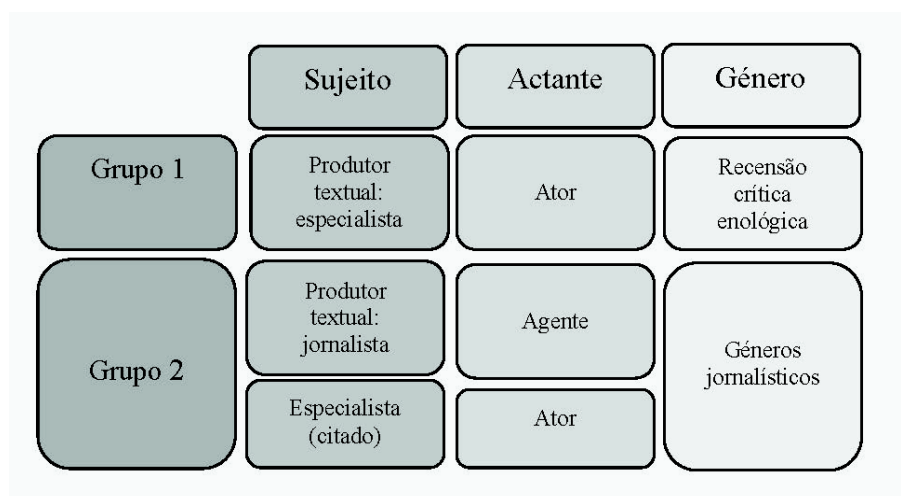 Sujeito
Actante
Género
Grupo 1
Produtor
textual:
especialista
Ator
Recensão
crítica
enológica
Grupo 2
Produtor
textual:
jornalista
Agente
Géneros
jornalísticos
Especialista
(citado)
Ator